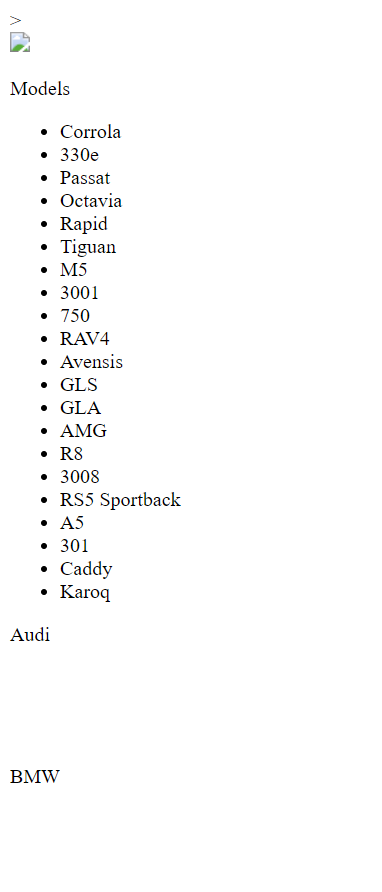 >
Models
Corrola
330e
Passat
Octavia
Rapid
Tiguan
M5
3001
750
RAV4
Avensis
GLS
GLA
AMG
R8
3008
RS5 Sportback
A5
301
Caddy
Karoq
Audi
BMW